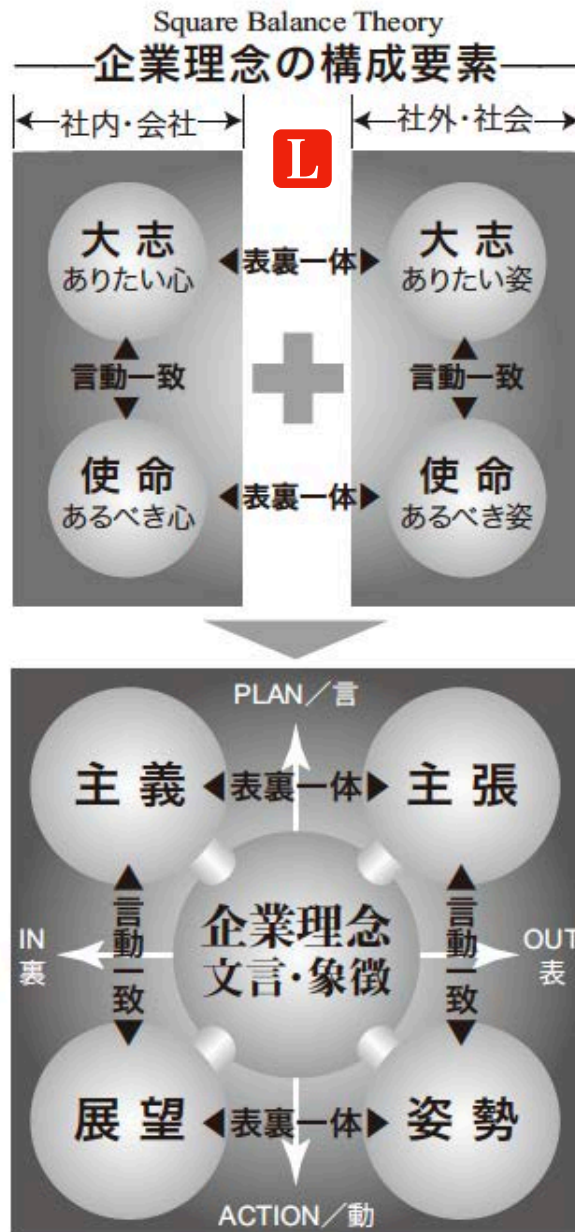 Square Balance Theory
企業理念の構成要素
社内・会社
社外・社会
L
大志
ありたい心
表裏一体
大志
ありたい姿
言動一致
言動一致
使命
あるべき心
表裏一体
使命
あるべき姿
PLAN／言
主義
表裏一体
主張
言動一致
企業理念
文言・象徴
言動一致
IN
裏
OUT
表
展望
表裏一体
姿勢
ACTION／動